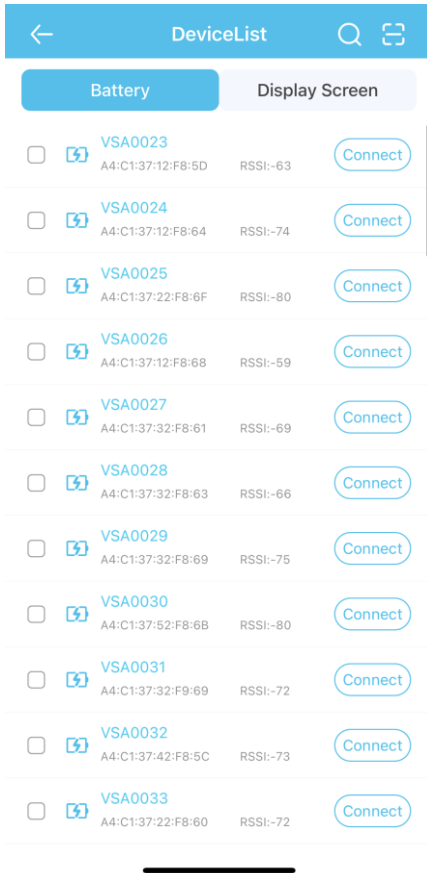 DeviceList
Battery Display Screen
VSA0023
A4:C1:37:12:F8:5D RSSI:-63 Connect
VSA0024
A4:C1:37:12:F8:64 RSSI:-74 Connect
VSA0025
A4:C1:37:22:F8:6F RSSI:-80 Connect
VSA0026
A4:C1:37:12:F8:68 RSSI:-59 Connect
VSA0027
A4:C1:37:32:F8:61 RSSI:-69 Connect
VSA0028
A4:C1:37:32:F8:63 RSSI:-66 Connect
VSA0029
A4:C1:37:32:F8:69 RSSI:-75 Connect
VSA0030
A4:C1:37:52:F8:6B RSSI:-80 Connect
VSA0031
A4:C1:37:32:F9:69 RSSI:-72 Connect
VSA0032
A4:C1:37:42:F8:5C RSSI:-73 Connect
VSA0033
A4:C1:37:22:F8:60 RSSI:-72 Connect